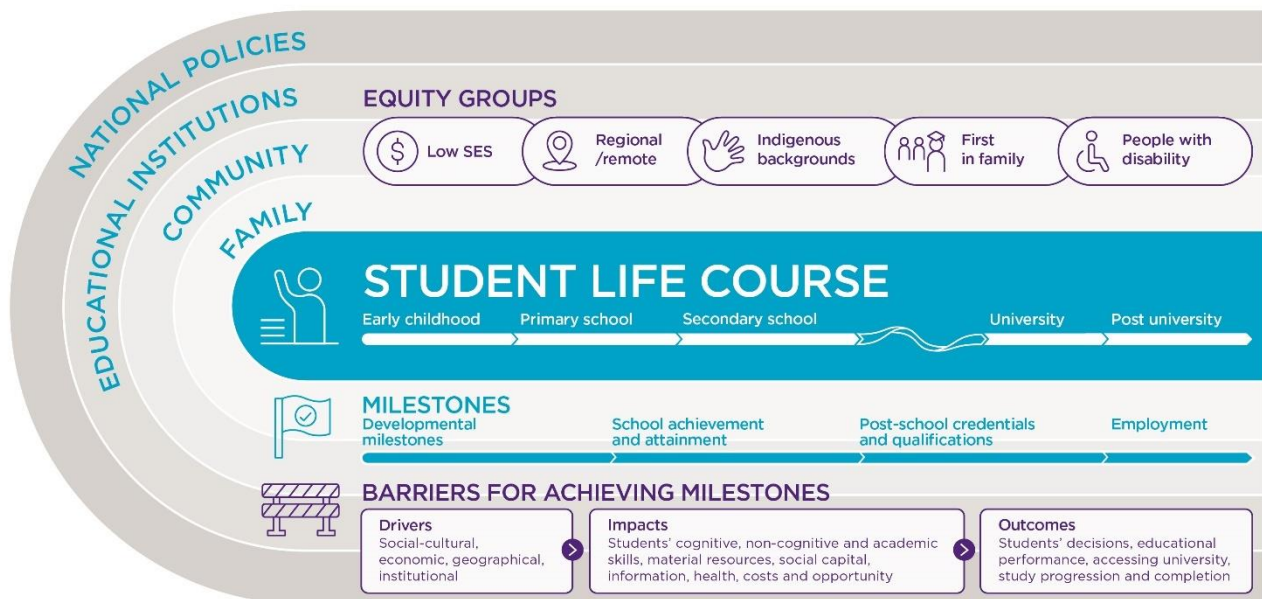 NATIONAL POLICIES
EDUCATIONAL INSTITUTIONS
COMMUNITY
FAMILY
EQUITY GROUPS
$
Low SES
Regional
/remote
Indigenous
backgrounds
First
in family
People with
disability
STUDENT LIFE COURSE
Early childhood
Primary school
Secondary school
University
Post university
MILESTONES
Developmental
milestones
School achievement
and attainment
Post-school credentials
and qualifications
Employment
BARRIERS FOR ACHIEVING MILESTONES
Drivers
Social-cultural,
economic, geographical,
institutional
Impacts
Students' cognitive, non-cognitive and academic
skills, material resources, social capital,
information, health, costs and opportunity
Outcomes
Students' decisions, educational
performance, accessing university,
study progression and completion